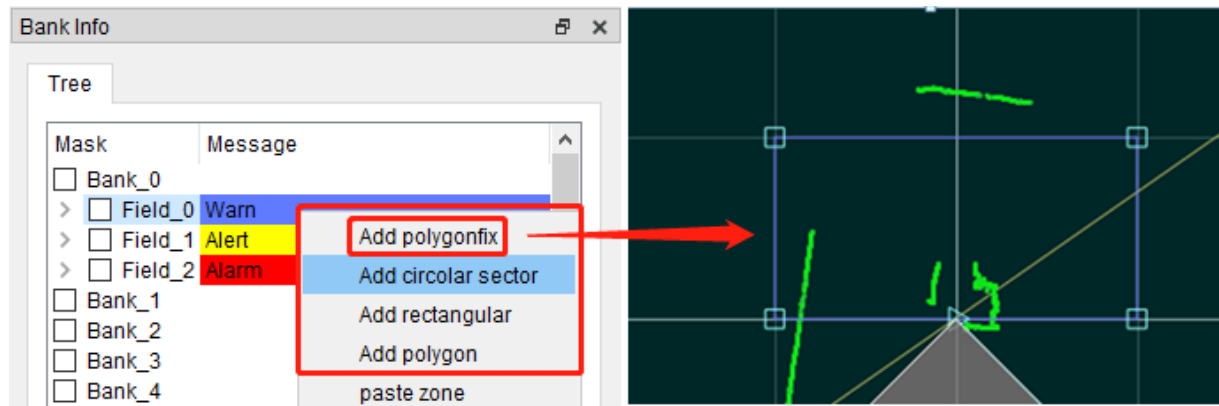 Bank Info
Tree
Mask Message
Bank_0
Field_0 Warn
Field_1 Alert
Field_2 Alarm
Bank_1
Bank_2
Bank_3
Bank_4
Add polygonfix
Add circolar sector
Add rectangular
Add polygon
paste zone